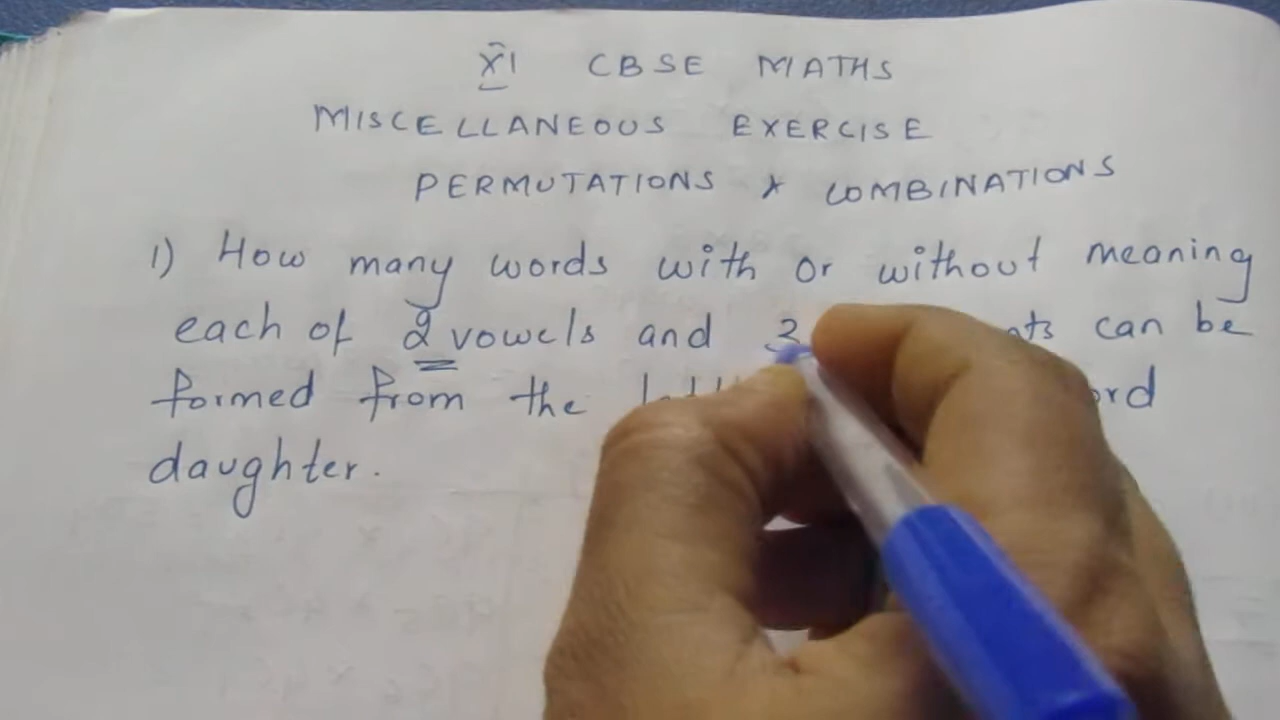 XI CBSE MATHS
MISCELLANEOUS EXERCISE
PERMUTATIONS & COMBINATIONS
1) How many words with or without meaning
each of 2 vowels and 3 can be
formed from the
daughter.